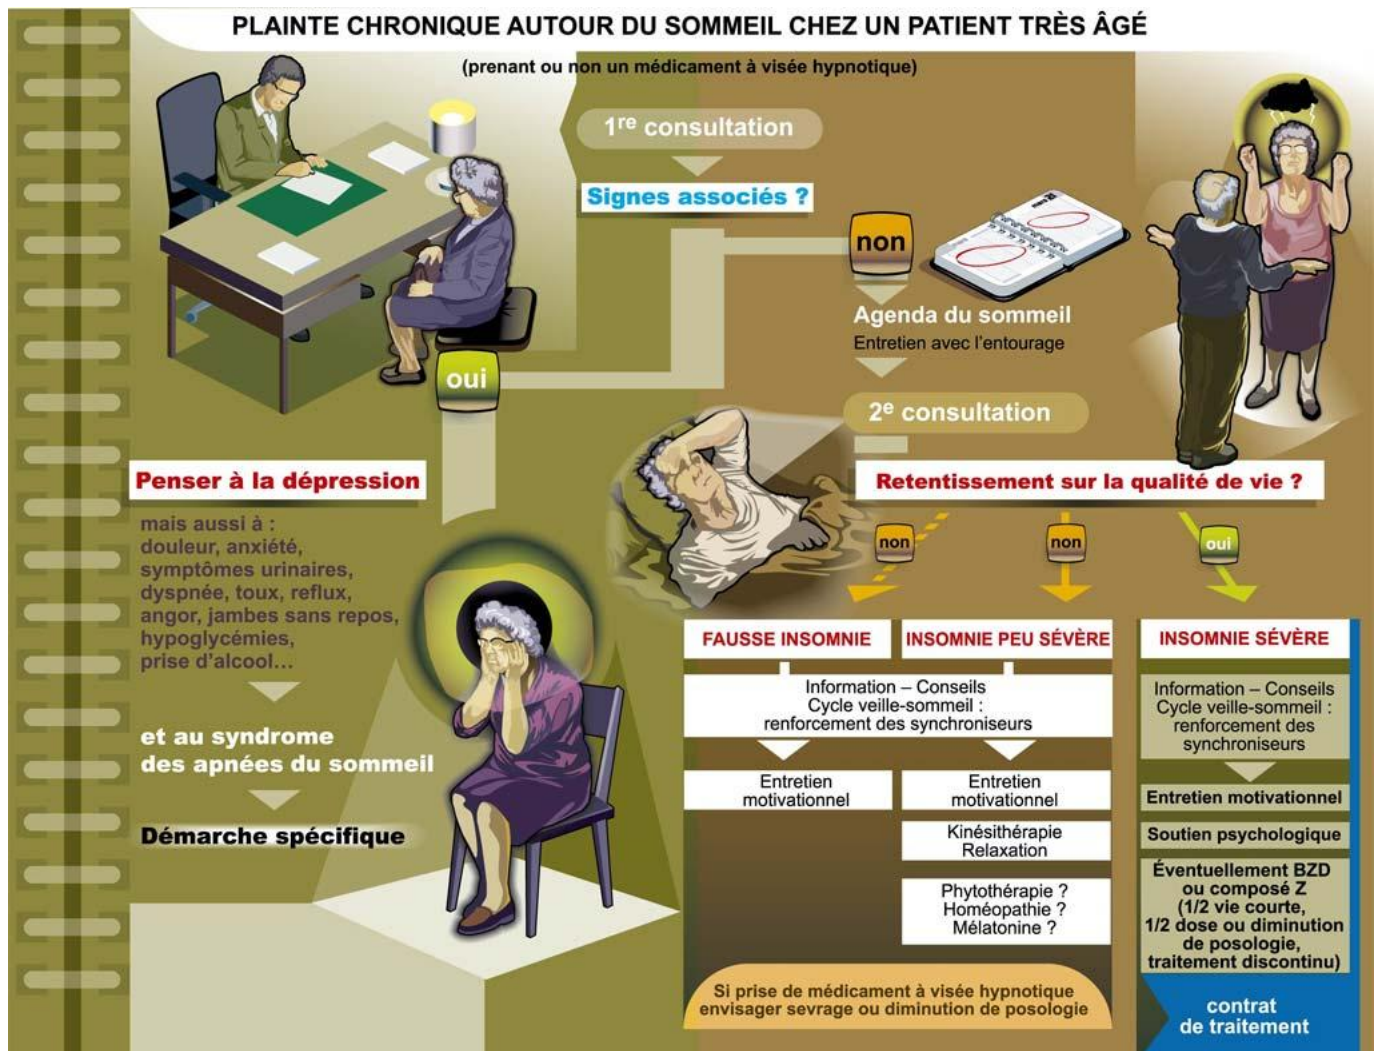 PLAINTE CHRONIQUE AUTOUR DU SOMMEIL CHEZ UN PATIENT TRÈS ÂGÉ
(prenant ou non un médicament à visée hypnotique)
1re consultation
Signes associés ?
non
Agenda du sommeil
Entretien avec l'entourage
oui
2e consultation
Penser à la dépression
mais aussi à :
douleur, anxiété,
symptômes urinaires,
dyspnée, toux, reflux,
angor, jambes sans repos,
hypoglycémies,
prise d'alcool…
et au syndrome
des apnées du sommeil
Démarche spécifique
Retentissement sur la qualité de vie ?
non
non
oui
FAUSSE INSOMNIE
INSOMNIE PEU SÉVÈRE
Information – Conseils
Cycle veille-sommeil :
renforcement des synchroniseurs
Entretien
motivationnel
Entretien
motivationnel
Kinésithérapie
Relaxation
Phytothérapie ?
Homéopathie ?
Mélatonine ?
Si prise de médicament à visée hypnotique
envisager sevrage ou diminution de posologie
INSOMNIE SÉVÈRE
Information – Conseils
Cycle veille-sommeil :
renforcement des
synchroniseurs
Entretien motivationnel
Soutien psychologique
Éventuellement BZD
ou composé Z
(1/2 vie courte,
1/2 dose ou diminution
de posologie,
traitement discontinu)
contrat
de traitement